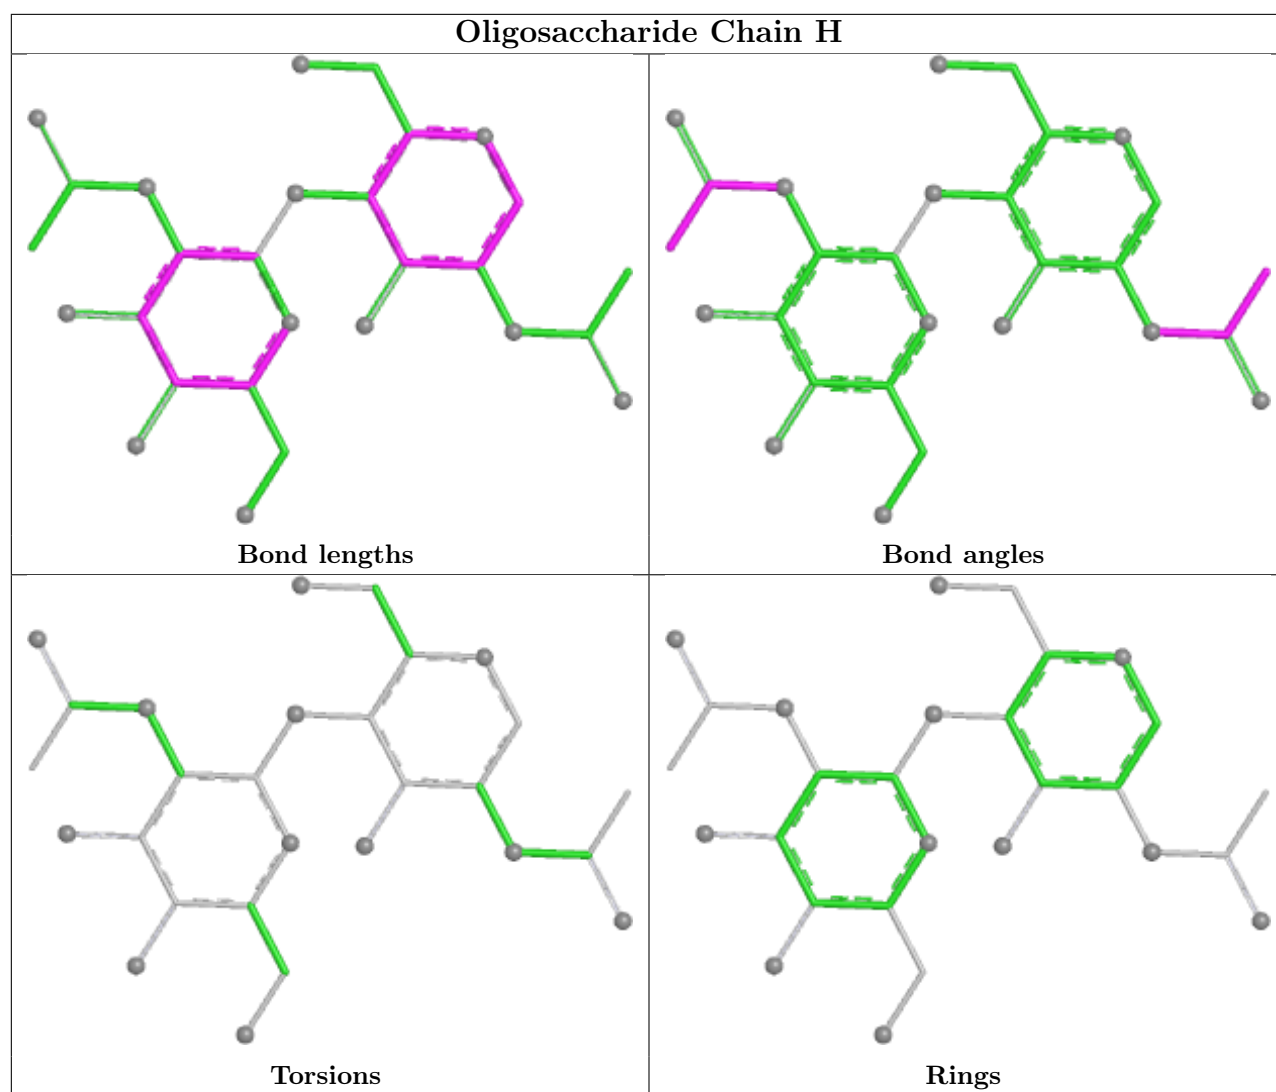 Oligosaccharide Chain H
Bond lengths
Bond angles
Torsions
Rings